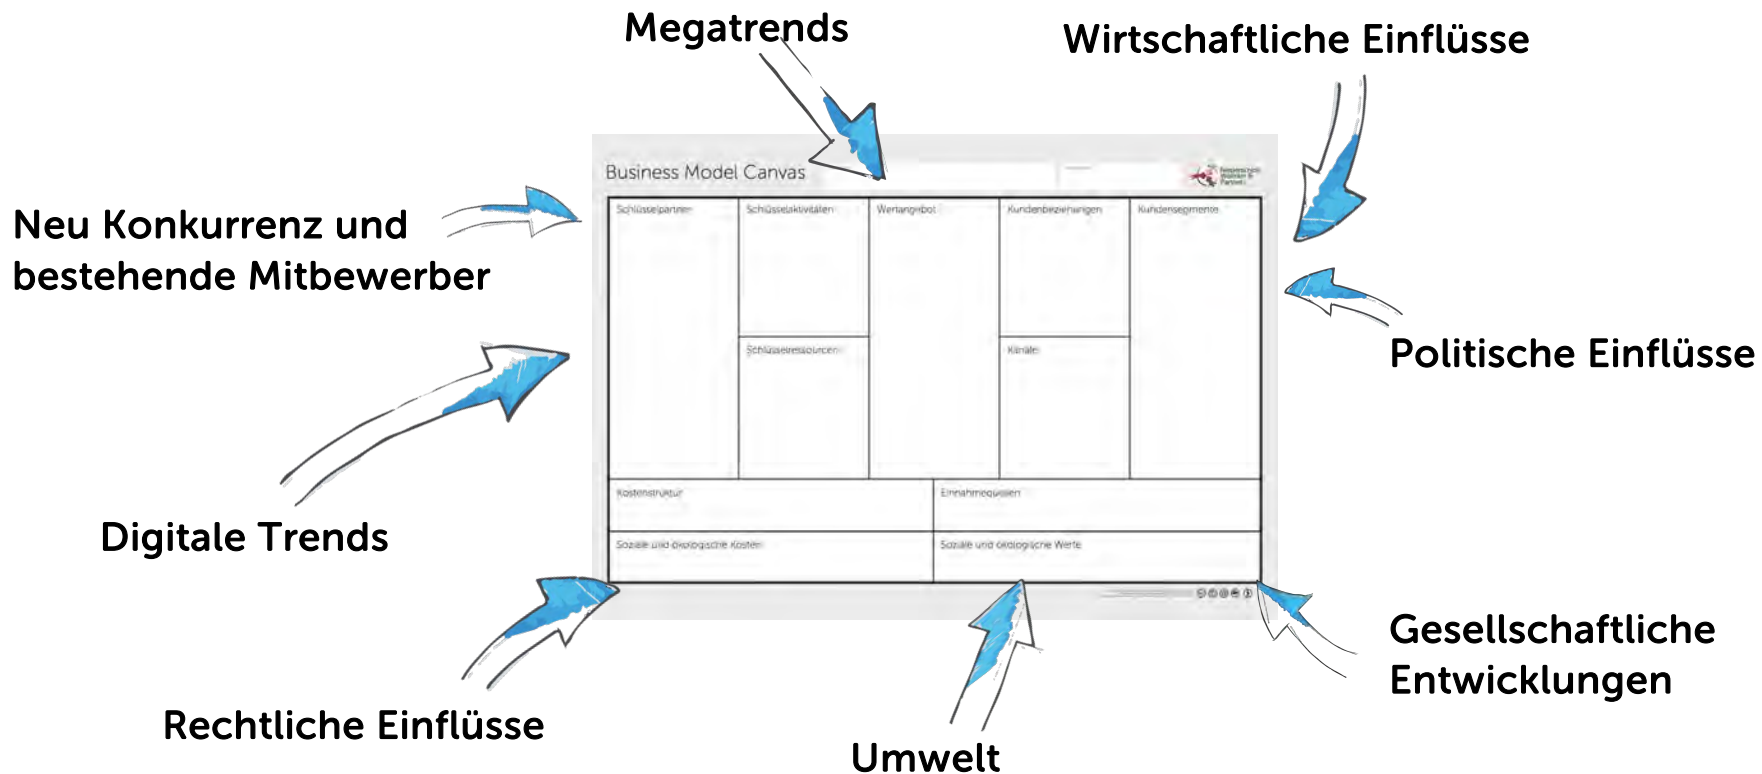 Megatrends
Wirtschaftliche Einflüsse
Business Model Canvas
Neu Konkurrenz und
bestehende Mitbewerber
Schlüsselpartner
Schlüsselaktivitäten
Wertangebot
Kundenbeziehungen
Kundensegmente
Schlüsselressourcen
Kanäle
Politische Einflüsse
Kostenstruktur
Einnahmequellen
Digitale Trends
Soziale und ökologische Kosten
Soziale und ökologische Werte
Gesellschaftliche
Entwicklungen
Rechtliche Einflüsse
Umwelt